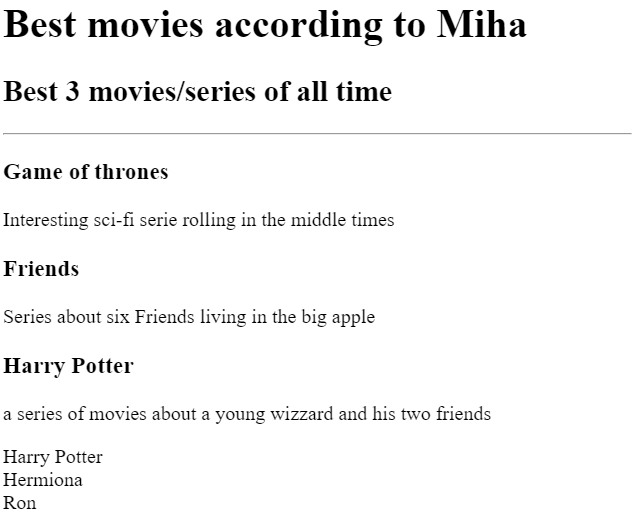 Best movies according to Miha
Best 3 movies/series of all time
Game of thrones
Interesting sci-fi serie rolling in the middle times
Friends
Series about six Friends living in the big apple
Harry Potter
a series of movies about a young wizzard and his two friends
Harry Potter
Hermiona
Ron